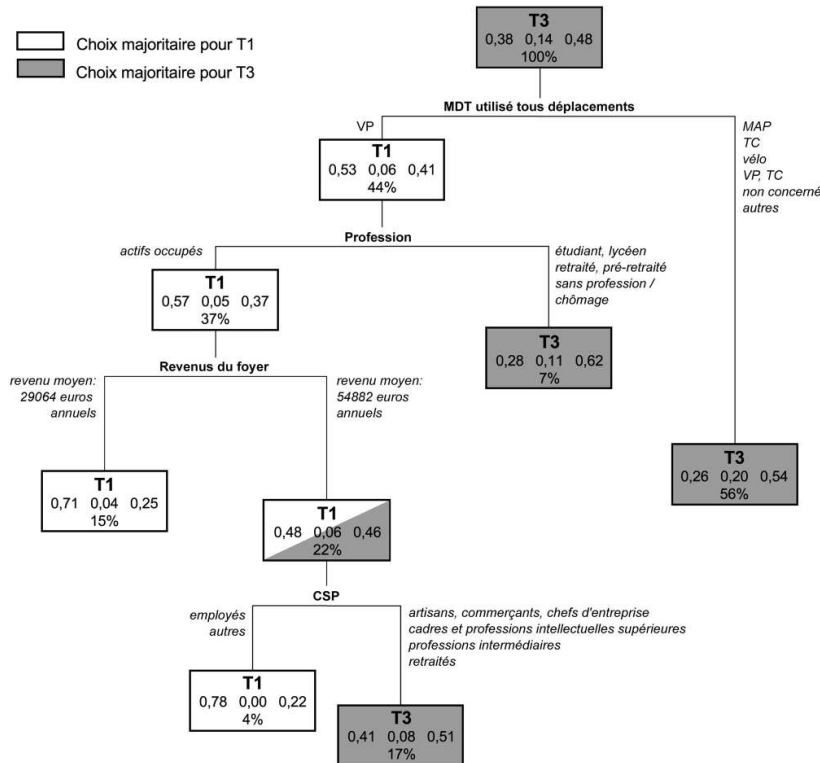 Choix majoritaire pour T1
Choix majoritaire pour T3
T3
0,38 0,14 0,48
100%
MDT utilisé tous déplacements
VP
MAP
TC
vélo
VP, TC
non concerné
autres
T1
0,53 0,06 0,41
44%
Profession
actifs occupés
étudiant, lycéen
retraité, pré-retraité
sans profession /
chômage
T1
0,57 0,05 0,37
37%
T3
0,28 0,11 0,62
7%
Revenus du foyer
revenu moyen:
29064 euros
annuels
revenu moyen:
54882 euros
annuels
T3
0,26 0,20 0,54
56%
T1
0,71 0,04 0,25
15%
T1
0,48 0,06 0,46
22%
CSP
employés
autres
artisans, commerçants, chefs d'entreprise
cadres et professions intellectuelles supérieures
professions intermédiaires
retraités
T1
0,78 0,00 0,22
4%
T3
0,41 0,08 0,51
17%